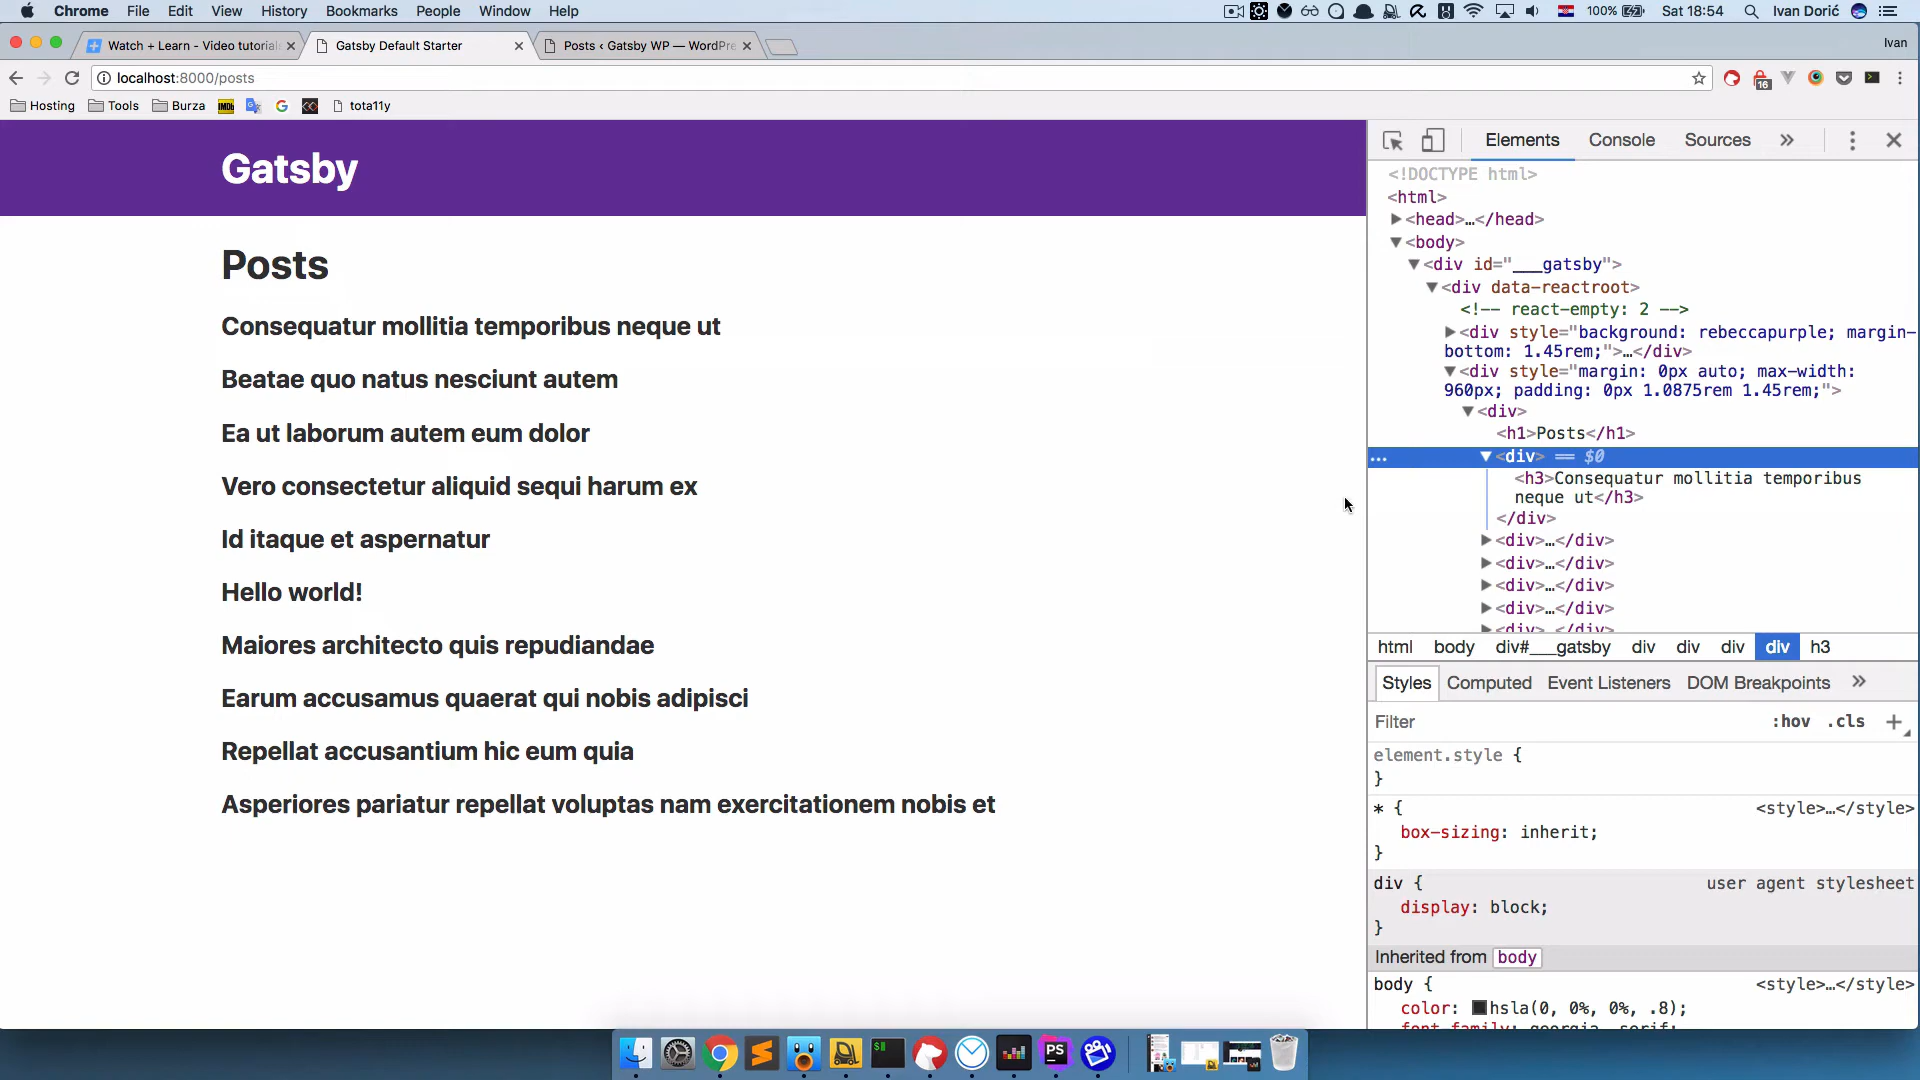 Chrome File Edit View History Bookmarks People Window Help 100% Sat 18:54 Ivan Dorić
Watch + Learn - Video tutorial Gatsby Default Starter Posts ‹ Gatsby WP — WordPre Ivan
localhost:8000/posts 16
Hosting Tools Burza IMDb tota11y
Gatsby
Posts
Consequatur mollitia temporibus neque ut
Beatae quo natus nesciunt autem
Ea ut laborum autem eum dolor
Vero consectetur aliquid sequi harum ex
Id itaque et aspernatur
Hello world!
Maiores architecto quis repudiandae
Earum accusamus quaerat qui nobis adipisci
Repellat accusantium hic eum quia
Asperiores pariatur repellat voluptas nam exercitationem nobis et
Elements Console Sources »
<!DOCTYPE html>
<html>
<head>…</head>
<body>
<div id="___gatsby">
<div data-reactroot>
<!-- react-empty: 2 -->
<div style="background: rebeccapurple; margin-
bottom: 1.45rem;">…</div>
<div style="margin: 0px auto; max-width:
960px; padding: 0px 1.0875rem 1.45rem;">
<div>
<h1>Posts</h1>
… <div> == $0
<h3>Consequatur mollitia temporibus
neque ut</h3>
</div>
<div>…</div>
<div>…</div>
<div>…</div>
<div>…</div>
<div>…</div>
html body div#___gatsby div div div div h3
Styles Computed Event Listeners DOM Breakpoints »
Filter :hov .cls +
element.style {
}
* { <style>…</style>
box-sizing: inherit;
}
div { user agent stylesheet
display: block;
}
Inherited from body
body { <style>…</style>
color: hsla(0, 0%, 0%, .8);
font-family: georgia, serif;
PS